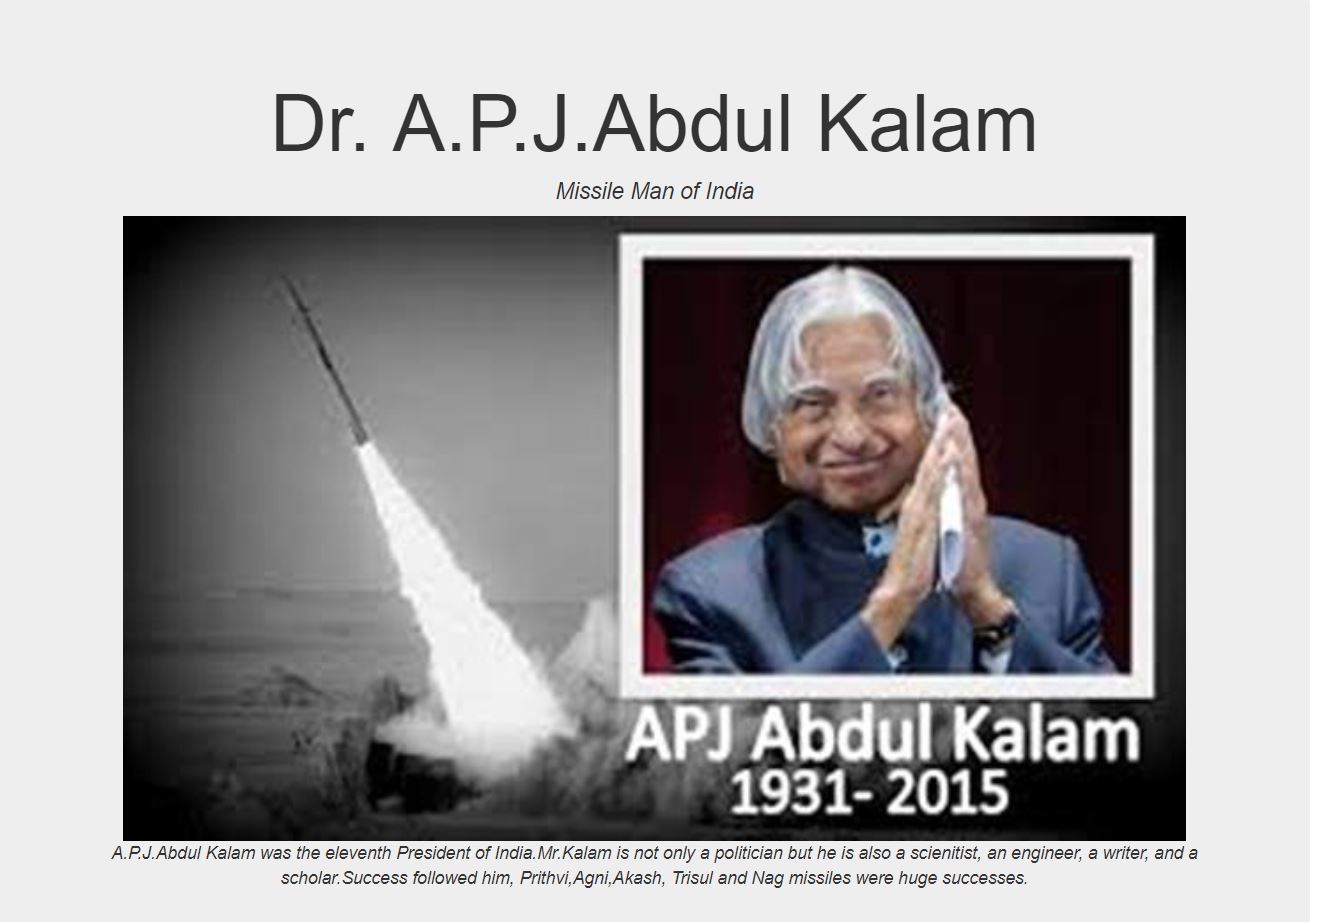 Dr. A.P.J.Abdul Kalam
Missile Man of India
APJ Abdul Kalam
1931- 2015
A.P.J.Abdul Kalam was the eleventh President of India.Mr.Kalam is not only a politician but he is also a scienitist, an engineer, a writer, and a
scholar.Success followed him, Prithvi,Agni,Akash, Trisul and Nag missiles were huge successes.